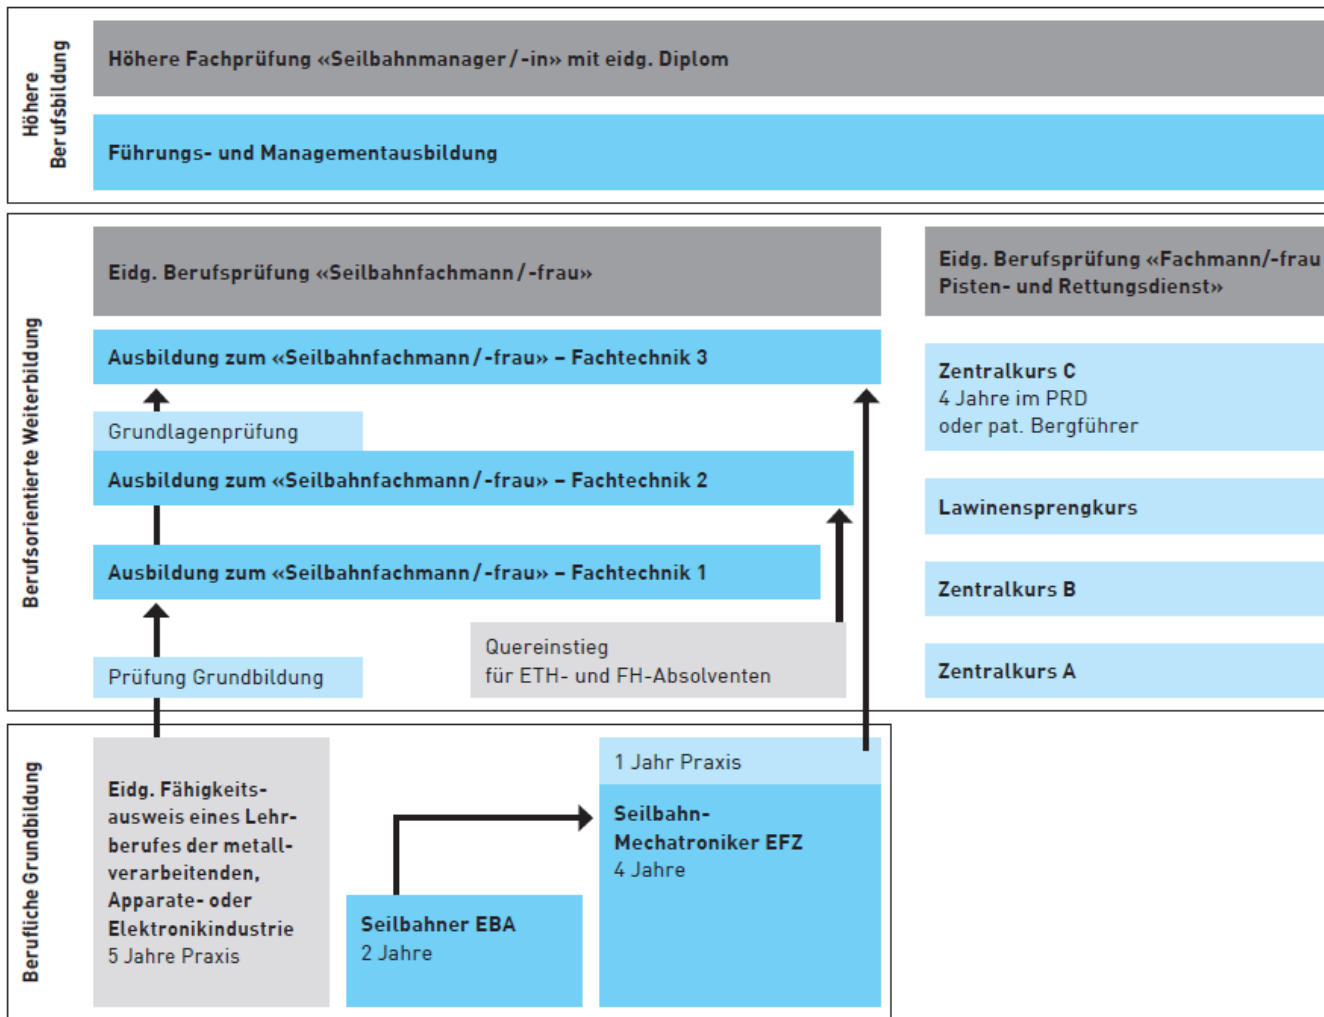 Höhere
Berufsbildung
Höhere Fachprüfung «Seilbahnmanager/-in» mit eidg. Diplom
Führungs- und Managementausbildung
Berufsorientierte Weiterbildung
Eidg. Berufsprüfung «Seilbahnfachmann/-frau»
Ausbildung zum «Seilbahnfachmann/-frau» – Fachtechnik 3
Grundlagenprüfung
Ausbildung zum «Seilbahnfachmann/-frau» – Fachtechnik 2
Ausbildung zum «Seilbahnfachmann/-frau» – Fachtechnik 1
Quereinstieg
für ETH- und FH-Absolventen
Prüfung Grundbildung
Eidg. Berufsprüfung «Fachmann/-frau
Pisten- und Rettungsdienst»
Zentralkurs C
4 Jahre im PRD
oder pat. Bergführer
Lawinensprengkurs
Zentralkurs B
Zentralkurs A
Berufliche Grundbildung
Eidg. Fähigkeits-
ausweis eines Lehr-
berufes der metall-
verarbeitenden,
Apparate- oder
Elektronikindustrie
5 Jahre Praxis
Seilbahner EBA
2 Jahre
1 Jahr Praxis
Seilbahn-
Mechatroniker EFZ
4 Jahre